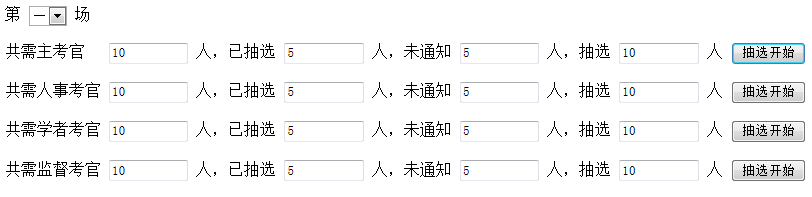 第 一 场
共需主考官 10 人，已抽选 5 人，未通知 5 人，抽选 10 人 抽选开始
共需人事考官 10 人，已抽选 5 人，未通知 5 人，抽选 10 人 抽选开始
共需学者考官 10 人，已抽选 5 人，未通知 5 人，抽选 10 人 抽选开始
共需监督考官 10 人，已抽选 5 人，未通知 5 人，抽选 10 人 抽选开始